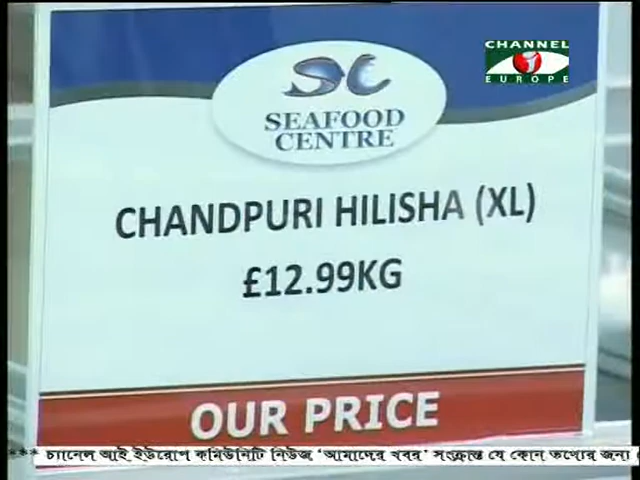 CHANNEL
i
EUROPE
SC
SEAFOOD
CENTRE
CHANDPURI HILISHA (XL)
£12.99KG
OUR PRICE
*** চ্যানেল আই ইউরোপ কমিউনিটি নিউজ 'আমাদের খবর' সংক্রান্ত যে কোন তথ্যের জন্য